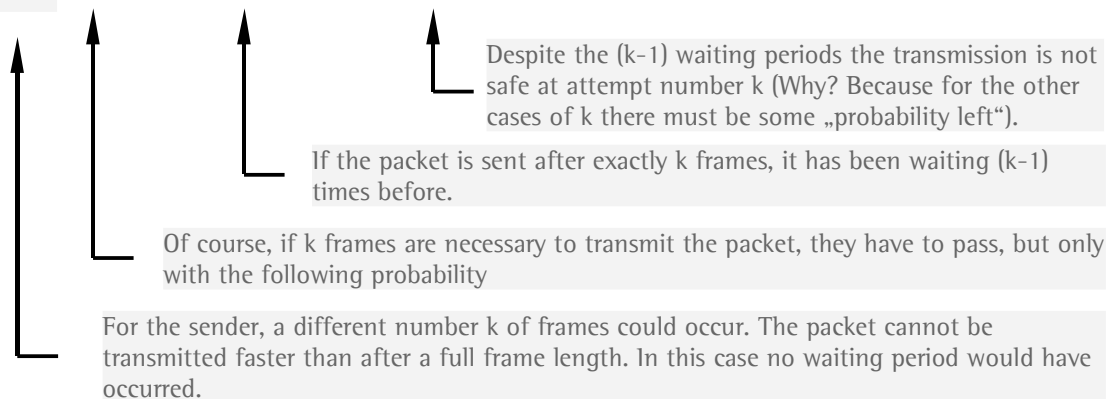 Despite the (k-1) waiting periods the transmission is not
safe at attempt number k (Why? Because for the other
cases of k there must be some „probability left“).
If the packet is sent after exactly k frames, it has been waiting (k-1)
times before.
Of course, if k frames are necessary to transmit the packet, they have to pass, but only
with the following probability
For the sender, a different number k of frames could occur. The packet cannot be
transmitted faster than after a full frame length. In this case no waiting period would have
occurred.